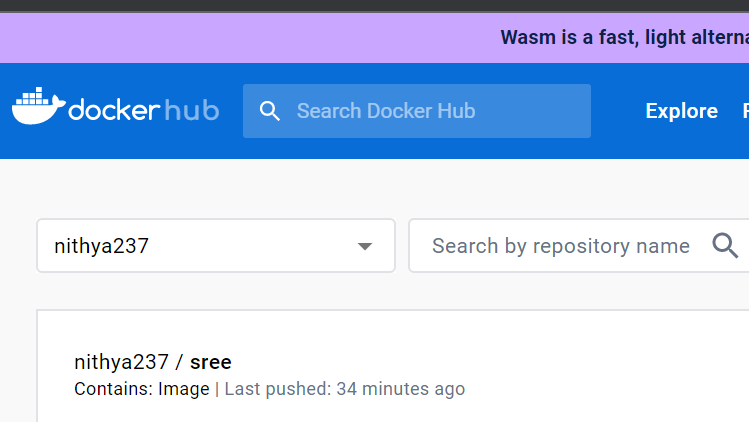 Wasm is a fast, light alterna
docker hub
Search Docker Hub
Explore
nithya237
Search by repository name
nithya237 / sree
Contains: Image | Last pushed: 34 minutes ago